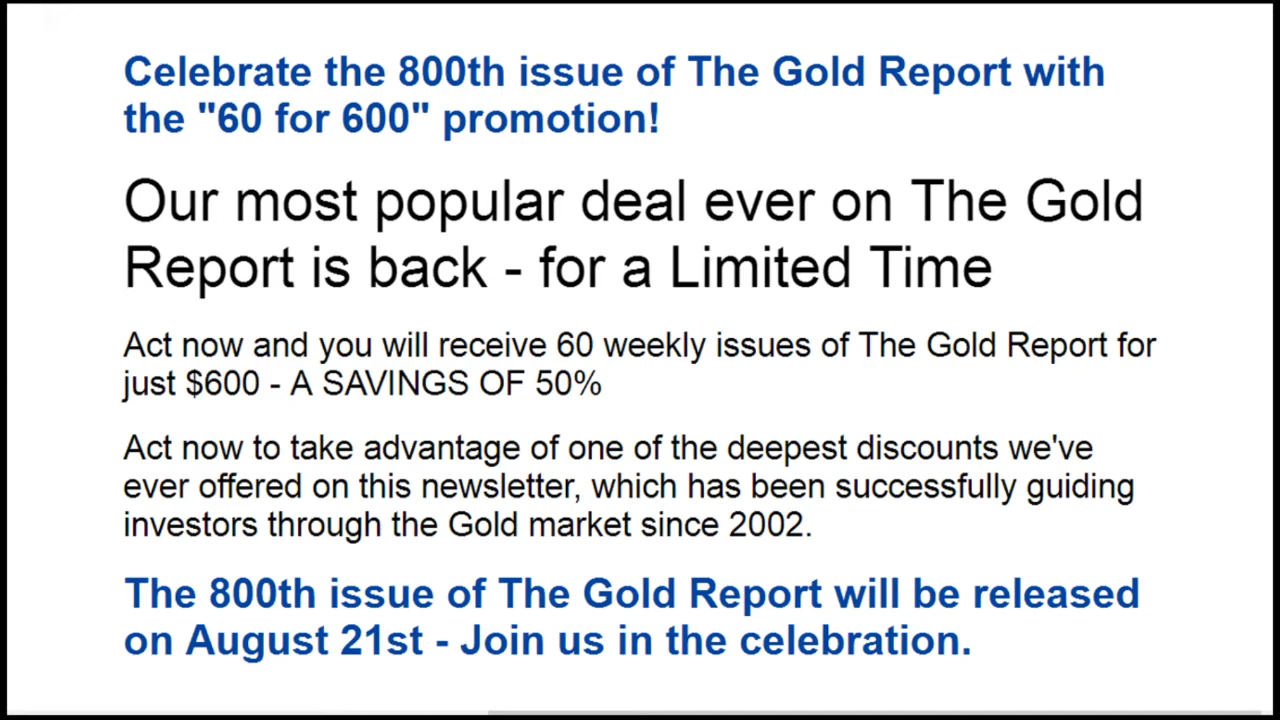 Celebrate the 800th issue of The Gold Report with
the "60 for 600" promotion!
Our most popular deal ever on The Gold
Report is back - for a Limited Time
Act now and you will receive 60 weekly issues of The Gold Report for
just $600 - A SAVINGS OF 50%
Act now to take advantage of one of the deepest discounts we've
ever offered on this newsletter, which has been successfully guiding
investors through the Gold market since 2002.
The 800th issue of The Gold Report will be released
on August 21st - Join us in the celebration.